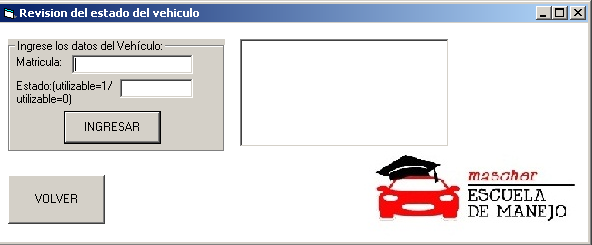 Revision del estado del vehiculo
Ingrese los datos del Vehículo:
Matricula:
Estado:(utilizable=1/
utilizable=0)
INGRESAR
VOLVER
mascher
ESCUELA
DE MANEJO